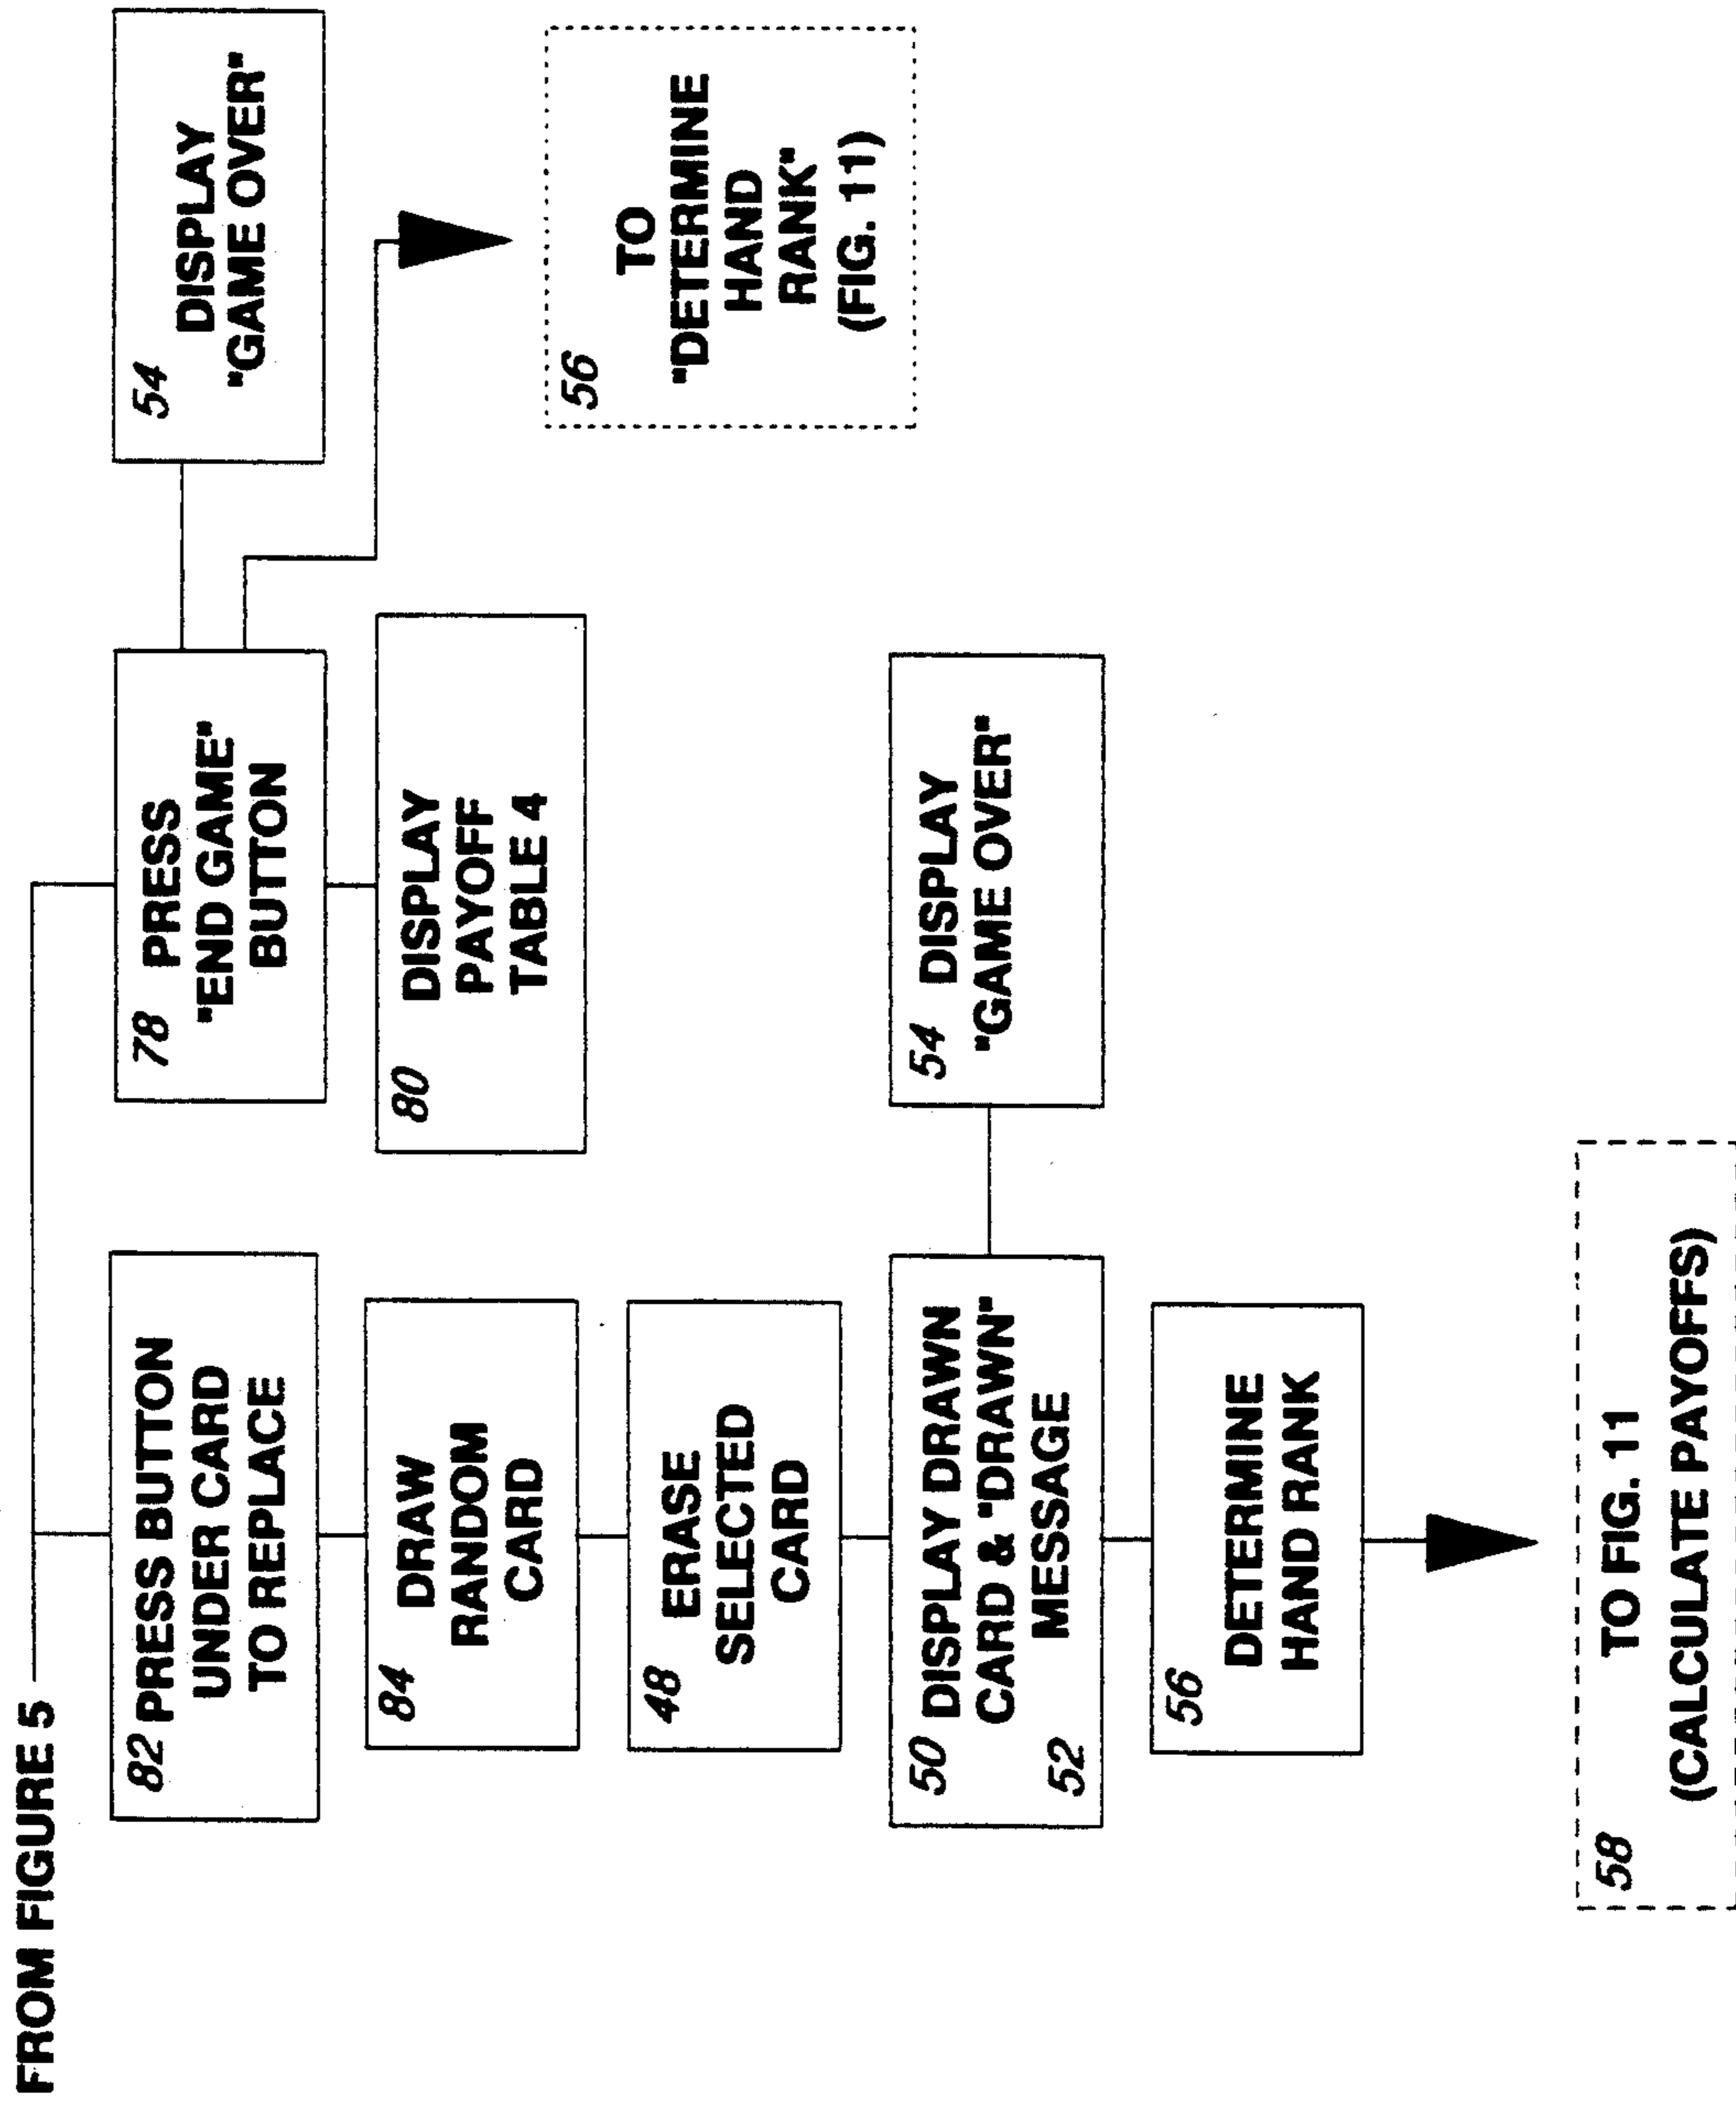 FROM FIGURE 5
82 PRESS BUTTON
UNDER CARD
TO REPLACE
84 DRAW
RANDOM
CARD
48 ERASE
SELECTED
CARD
50 DISPLAY DRAWN
CARD & "DRAWN"
52 MESSAGE
54 DISPLAY
"GAME OVER"
56 DETERMINE
HAND RANK
58 TO FIG. 11
(CALCULATE PAYOFFS)
78 PRESS
"END GAME"
BUTTON
80 DISPLAY
PAYOFF
TABLE 4
54 DISPLAY
"GAME OVER"
56 TO
"DETERMINE
HAND
RANK"
(FIG. 11)